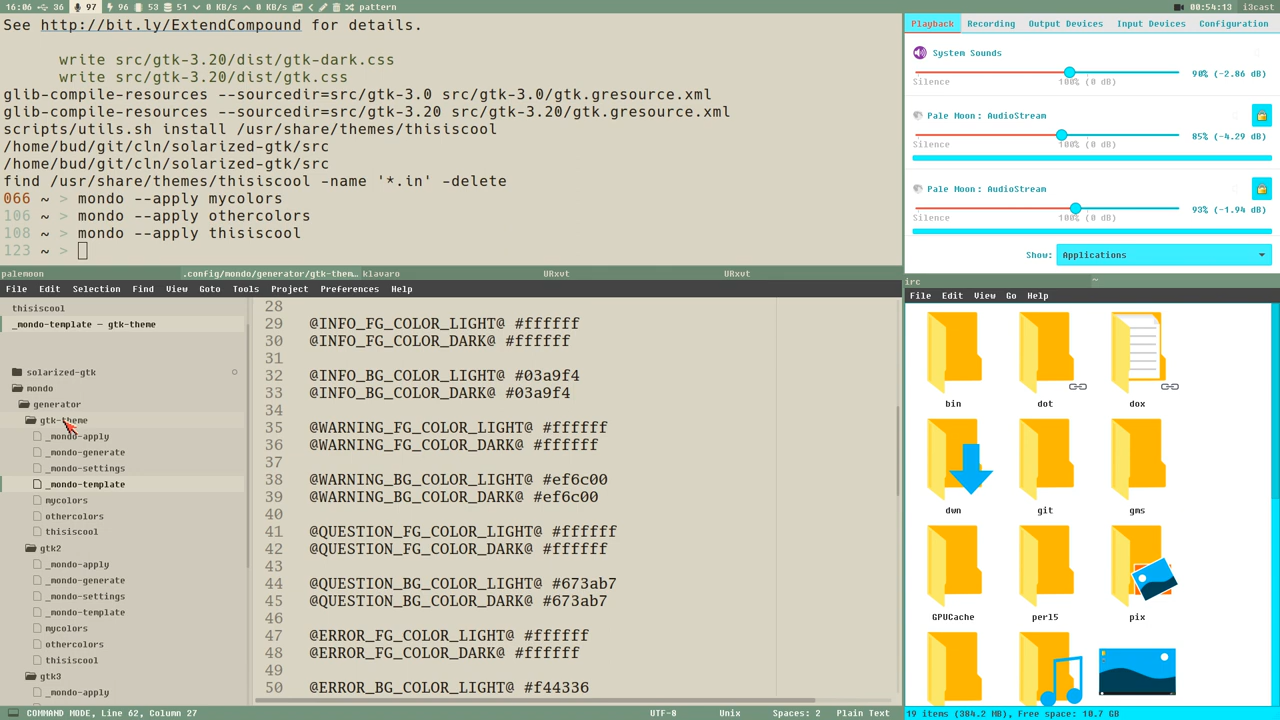 16:06 36 97 96 53 51 0 KB/s 0 KB/s pattern
00:54:13 i3cast
See http://bit.ly/ExtendCompound for details.
write src/gtk-3.20/dist/gtk-dark.css
write src/gtk-3.20/dist/gtk.css
glib-compile-resources --sourcedir=src/gtk-3.0 src/gtk-3.0/gtk.gresource.xml
glib-compile-resources --sourcedir=src/gtk-3.20 src/gtk-3.20/gtk.gresource.xml
scripts/utils.sh install /usr/share/themes/thisiscool
/home/bud/git/cln/solarized-gtk/src
/home/bud/git/cln/solarized-gtk/src
find /usr/share/themes/thisiscool -name '*.in' -delete
066 ~ > mondo --apply mycolors
106 ~ > mondo --apply othercolors
108 ~ > mondo --apply thisiscool
123 ~ >
Playback Recording Output Devices Input Devices Configuration
System Sounds
90% (-2.86 dB)
Silence 100% (0 dB)
Pale Moon: AudioStream
85% (-4.29 dB)
Silence 100% (0 dB)
Pale Moon: AudioStream
93% (-1.94 dB)
Silence 100% (0 dB)
Show: Applications
palemoon .config/mondo/generator/gtk-them… klavaro URxvt URxvt
File Edit Selection Find View Goto Tools Project Preferences Help
thisiscool
_mondo-template — gtk-theme
solarized-gtk
mondo
generator
gtk-theme
_mondo-apply
_mondo-generate
_mondo-settings
_mondo-template
mycolors
othercolors
thisiscool
gtk2
_mondo-apply
_mondo-generate
_mondo-settings
_mondo-template
mycolors
othercolors
thisiscool
gtk3
_mondo-apply
28
29 @INFO_FG_COLOR_LIGHT@ #ffffff
30 @INFO_FG_COLOR_DARK@ #ffffff
31
32 @INFO_BG_COLOR_LIGHT@ #03a9f4
33 @INFO_BG_COLOR_DARK@ #03a9f4
34
35 @WARNING_FG_COLOR_LIGHT@ #ffffff
36 @WARNING_FG_COLOR_DARK@ #ffffff
37
38 @WARNING_BG_COLOR_LIGHT@ #ef6c00
39 @WARNING_BG_COLOR_DARK@ #ef6c00
40
41 @QUESTION_FG_COLOR_LIGHT@ #ffffff
42 @QUESTION_FG_COLOR_DARK@ #ffffff
43
44 @QUESTION_BG_COLOR_LIGHT@ #673ab7
45 @QUESTION_BG_COLOR_DARK@ #673ab7
46
47 @ERROR_FG_COLOR_LIGHT@ #ffffff
48 @ERROR_FG_COLOR_DARK@ #ffffff
49
50 @ERROR_BG_COLOR_LIGHT@ #f44336
COMMAND MODE, Line 62, Column 27 UTF-8 Unix Spaces: 2 Plain Text
irc ~
File Edit View Go Help
bin dot dox
dwn git gms
GPUCache perl5 pix
19 items (384.2 MB), Free space: 10.7 GB